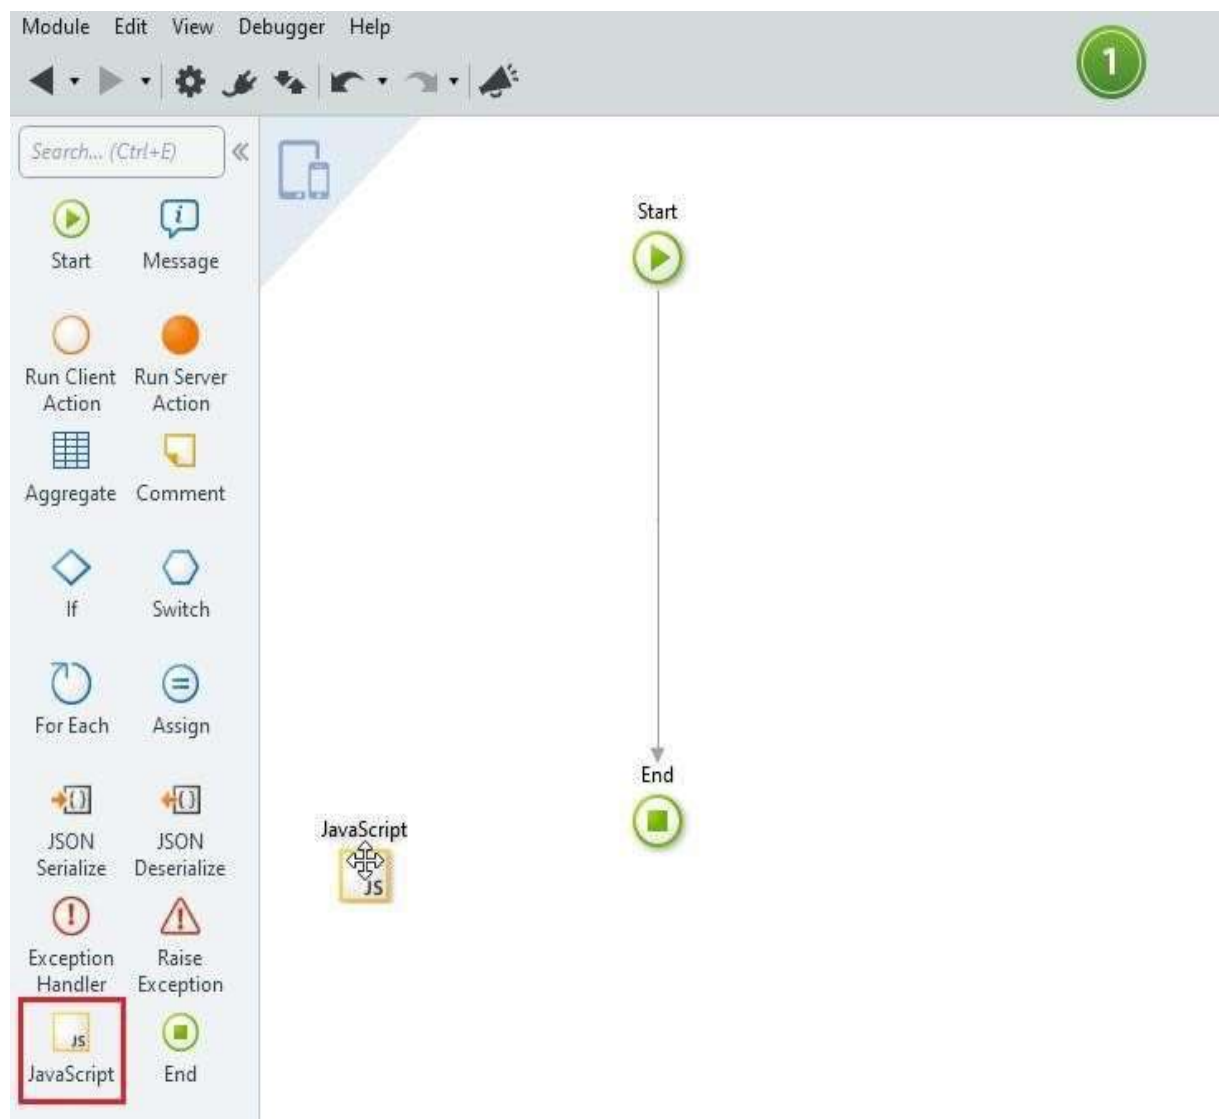 Module Edit View Debugger Help
1
Search... (Ctrl+E)
Start Message
Run Client Run Server
Action Action
Aggregate Comment
If Switch
For Each Assign
JSON JSON
Serialize Deserialize
Exception Raise
Handler Exception
JS
JavaScript End
Start
End
JavaScript
JS